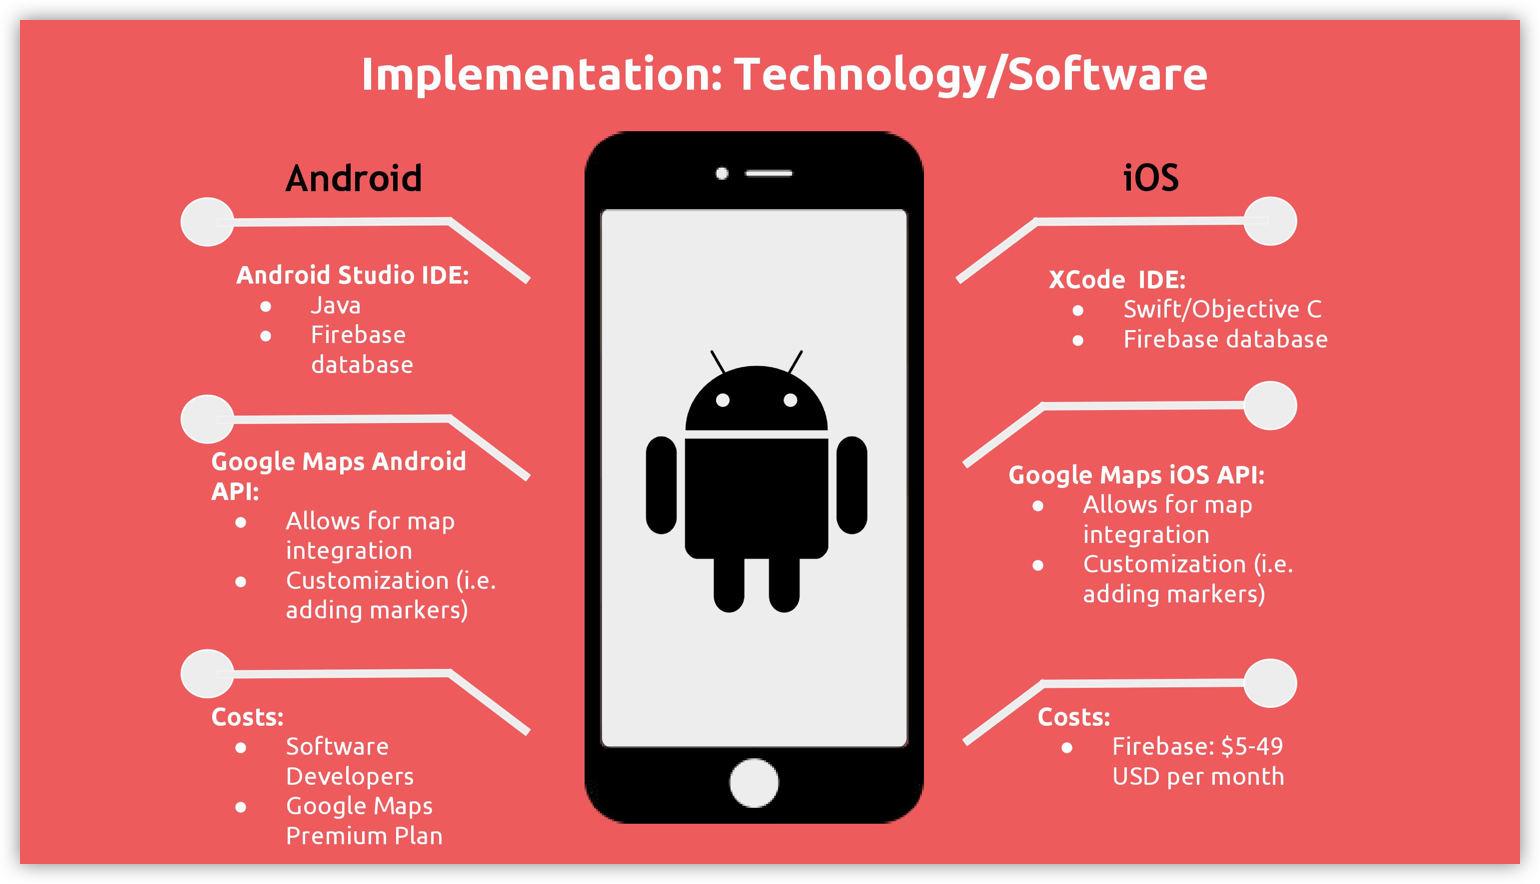 Implementation: Technology/Software
Android
Android Studio IDE:
● Java
● Firebase
database
Google Maps Android
API:
● Allows for map
integration
● Customization (i.e.
adding markers)
Costs:
● Software
Developers
● Google Maps
Premium Plan
iOS
XCode  IDE:
● Swift/Objective C
● Firebase database
Google Maps iOS API:
● Allows for map
integration
● Customization (i.e.
adding markers)
Costs:
● Firebase: $5-49
USD per month